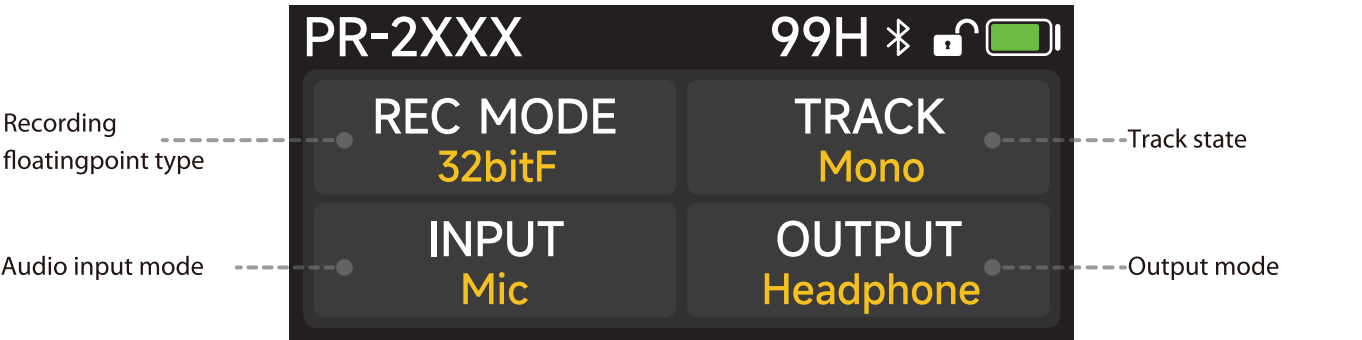 PR-2XXX 99H
Recording
floatingpoint type
REC MODE
32bitF
TRACK
Mono
Track state
Audio input mode
INPUT
Mic
OUTPUT
Headphone
Output mode